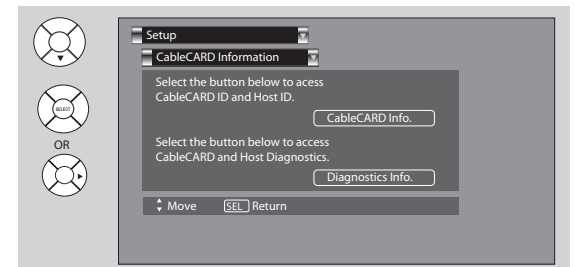 Setup
CableCARD Information
Select the button below to acess
CableCARD ID and Host ID.
CableCARD Info.
Select the button below to access
CableCARD and Host Diagnostics.
Diagnostics Info.
Move SEL Return
SELECT
OR